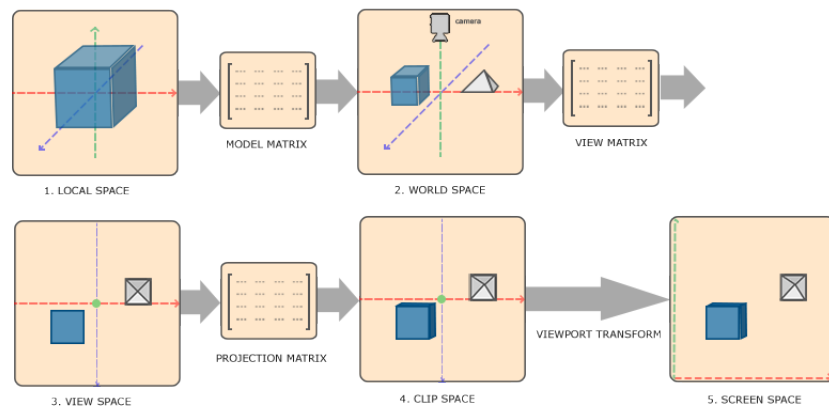 camera
MODEL MATRIX
VIEW MATRIX
1. LOCAL SPACE
2. WORLD SPACE
PROJECTION MATRIX
VIEWPORT TRANSFORM
3. VIEW SPACE
4. CLIP SPACE
5. SCREEN SPACE